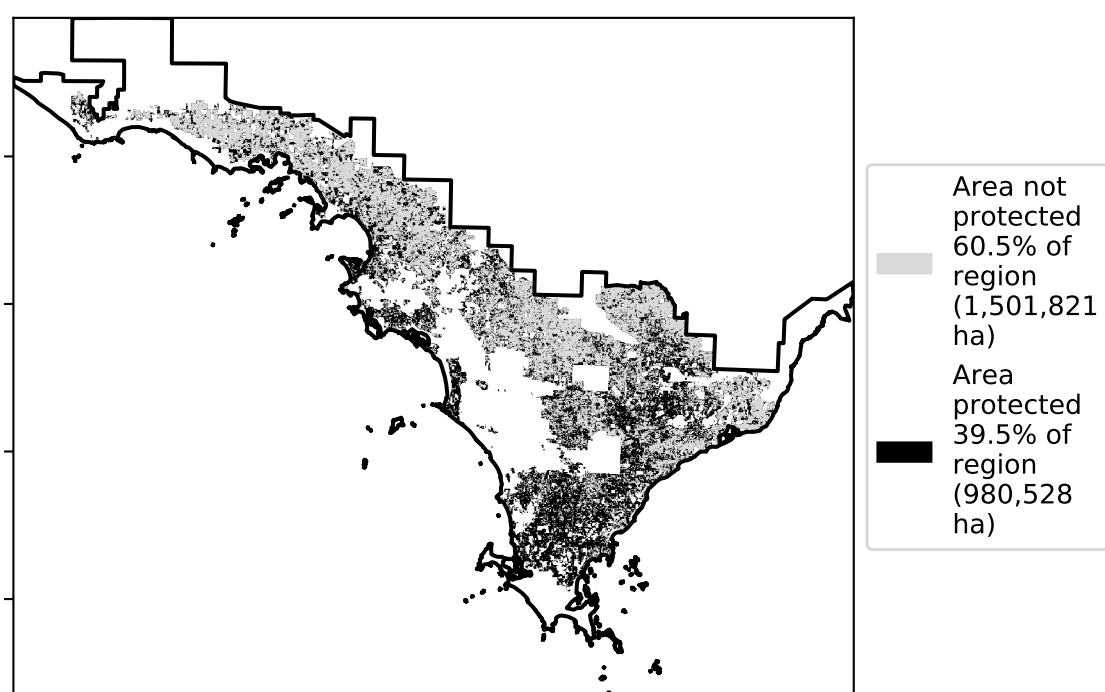 Area not
protected
60.5% of
region
(1,501,821
ha)
Area
protected
39.5% of
region
(980,528
ha)